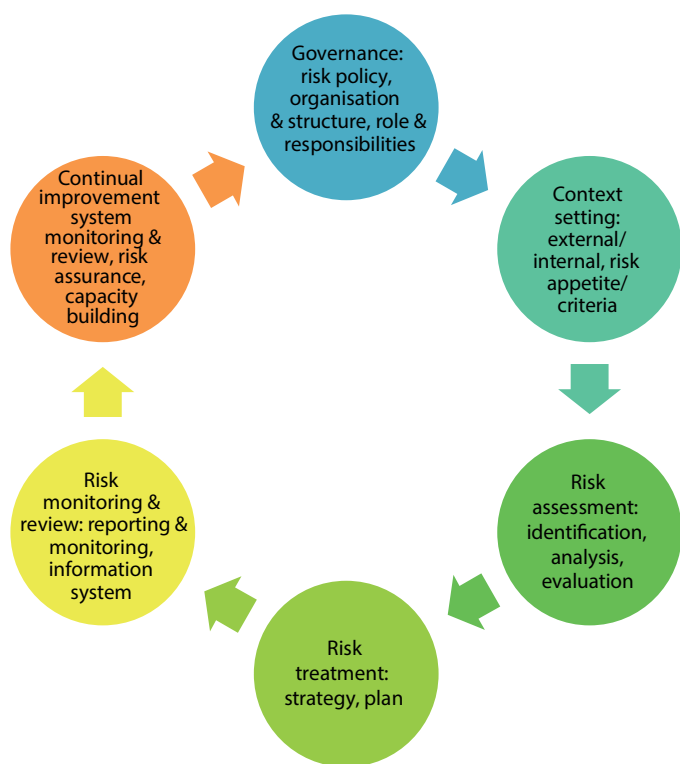 Governance:
risk policy,
organisation
& structure, role &
responsibilities
Context
setting:
external/
internal, risk
appetite/
criteria
Risk
assessment:
identification,
analysis,
evaluation
Risk
treatment:
strategy, plan
Risk
monitoring &
review: reporting &
monitoring,
information
system
Continual
improvement
system
monitoring &
review, risk
assurance,
capacity
building